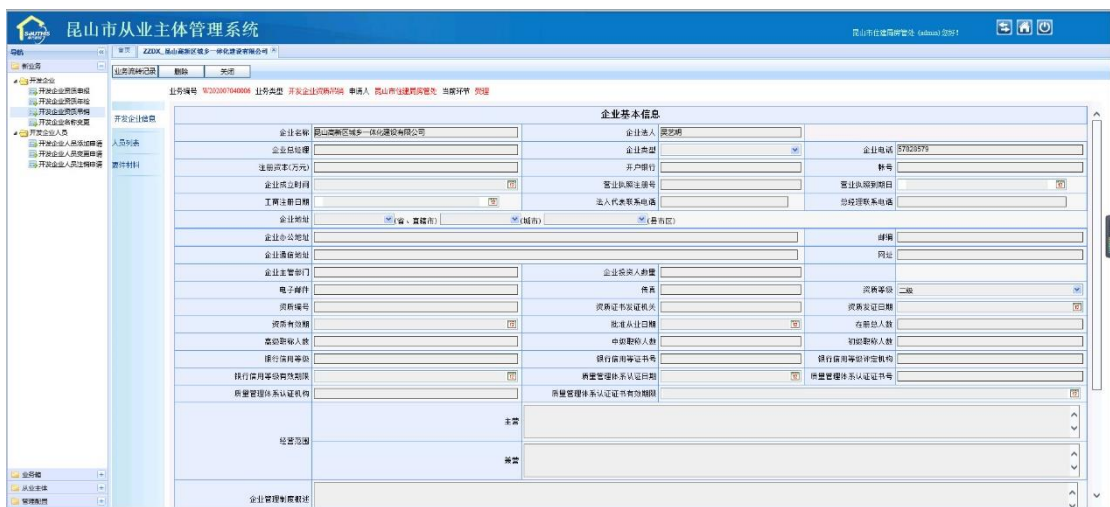 SOUTHS 昆山市从业主体管理系统
昆山市住建局房管处 (admin) 您好!
导航 首页 ZZDX_昆山高新区城乡一体化建设有限公司
新业务
业务流转记录 删除 关闭
开发企业
开发企业资质申报
开发企业资质年检
开发企业资质吊销
开发企业名称变更
开发企业人员
开发企业人员添加申请
开发企业人员变更申请
开发企业人员注销申请
业务编号 W202007040006 业务类型 开发企业资质吊销 申请人 昆山市住建局房管处 当前环节 受理
开发企业信息
人员列表
要件材料
企业基本信息
企业名称 昆山高新区城乡一体化建设有限公司 企业法人 吴艺明
企业总经理 企业类型 企业电话 57828579
注册资本(万元) 开户银行 帐号
企业成立时间 营业执照注册号 营业执照到期日
工商注册日期 法人代表联系电话 总经理联系电话
企业地址 (省、直辖市) (城市) (县市区)
企业办公地址 邮编
企业通信地址 网址
企业主管部门 企业投资人数量
电子邮件 传真 资质等级 二级
资质编号 资质证书发证机关 资质发证日期
资质有效期 批准从业日期 在册总人数
高级职称人数 中级职称人数 初级职称人数
银行信用等级 银行信用等证书号 银行信用等级评定机构
银行信用等级有效期限 质量管理体系认证日期 质量管理体系认证证书号
质量管理体系认证机构 质量管理体系认证证书有效期限
经营范围 主营
兼营
企业管理制度概述
业务箱
从业主体
管理配置